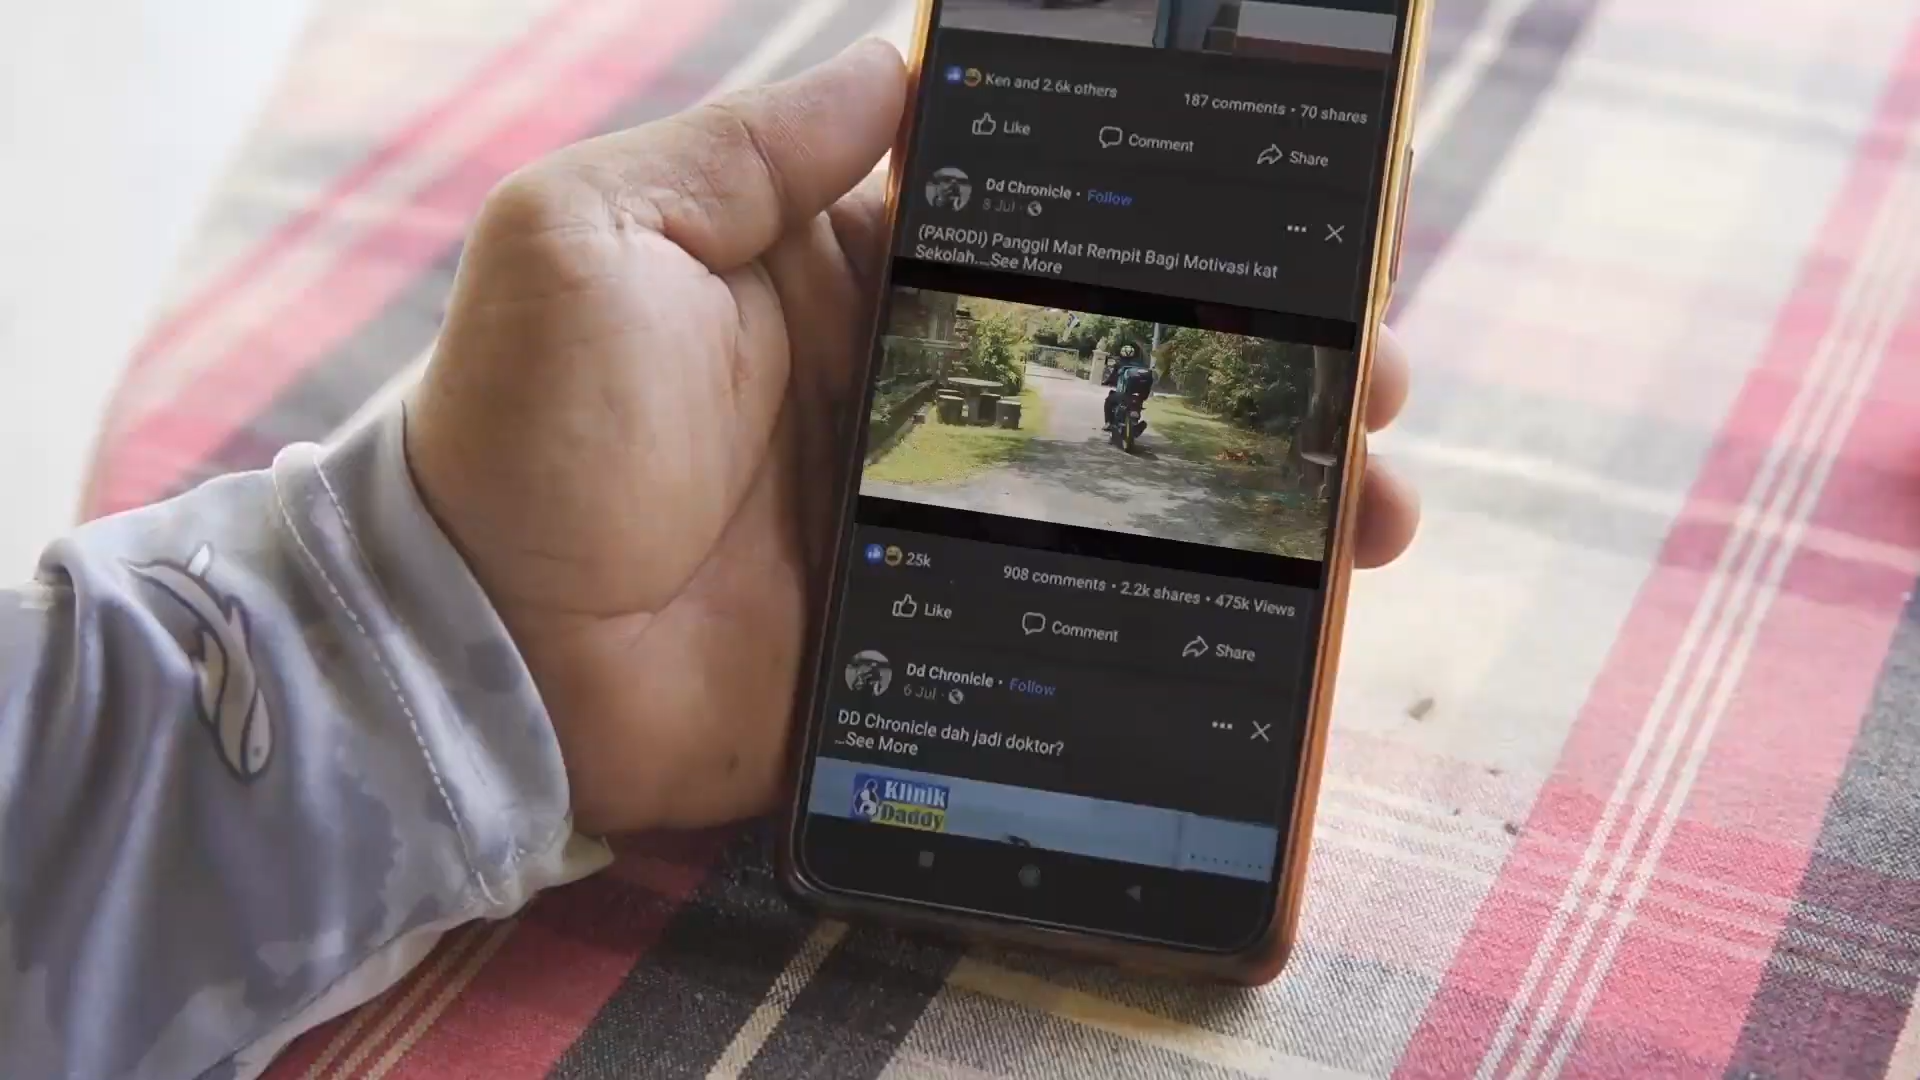 Ken and 2.6k others
187 comments • 70 shares
Like
Comment
Share
Dd Chronicle • Follow
8 Jul
(PARODI) Panggil Mat Rempit Bagi Motivasi kat
Sekolah...See More
25k
908 comments • 2.2k shares • 475k Views
Like
Comment
Share
Dd Chronicle • Follow
6 Jul
DD Chronicle dah jadi doktor?
...See More
Klinik
Daddy